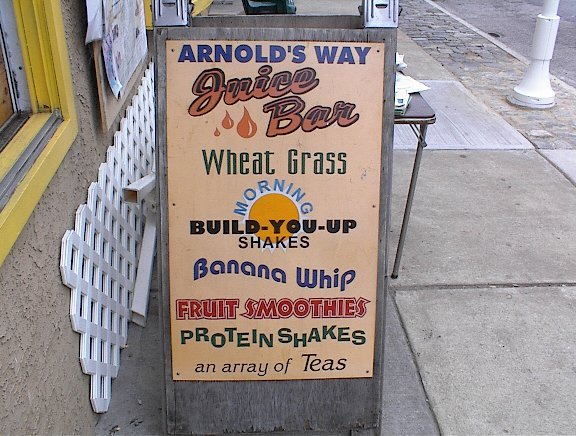 ARNOLD'S WAY
Juice
Bar
Wheat Grass
MORNING
BUILD-YOU-UP
SHAKES
Banana Whip
FRUIT SMOOTHIES
PROTEIN SHAKES
an array of Teas